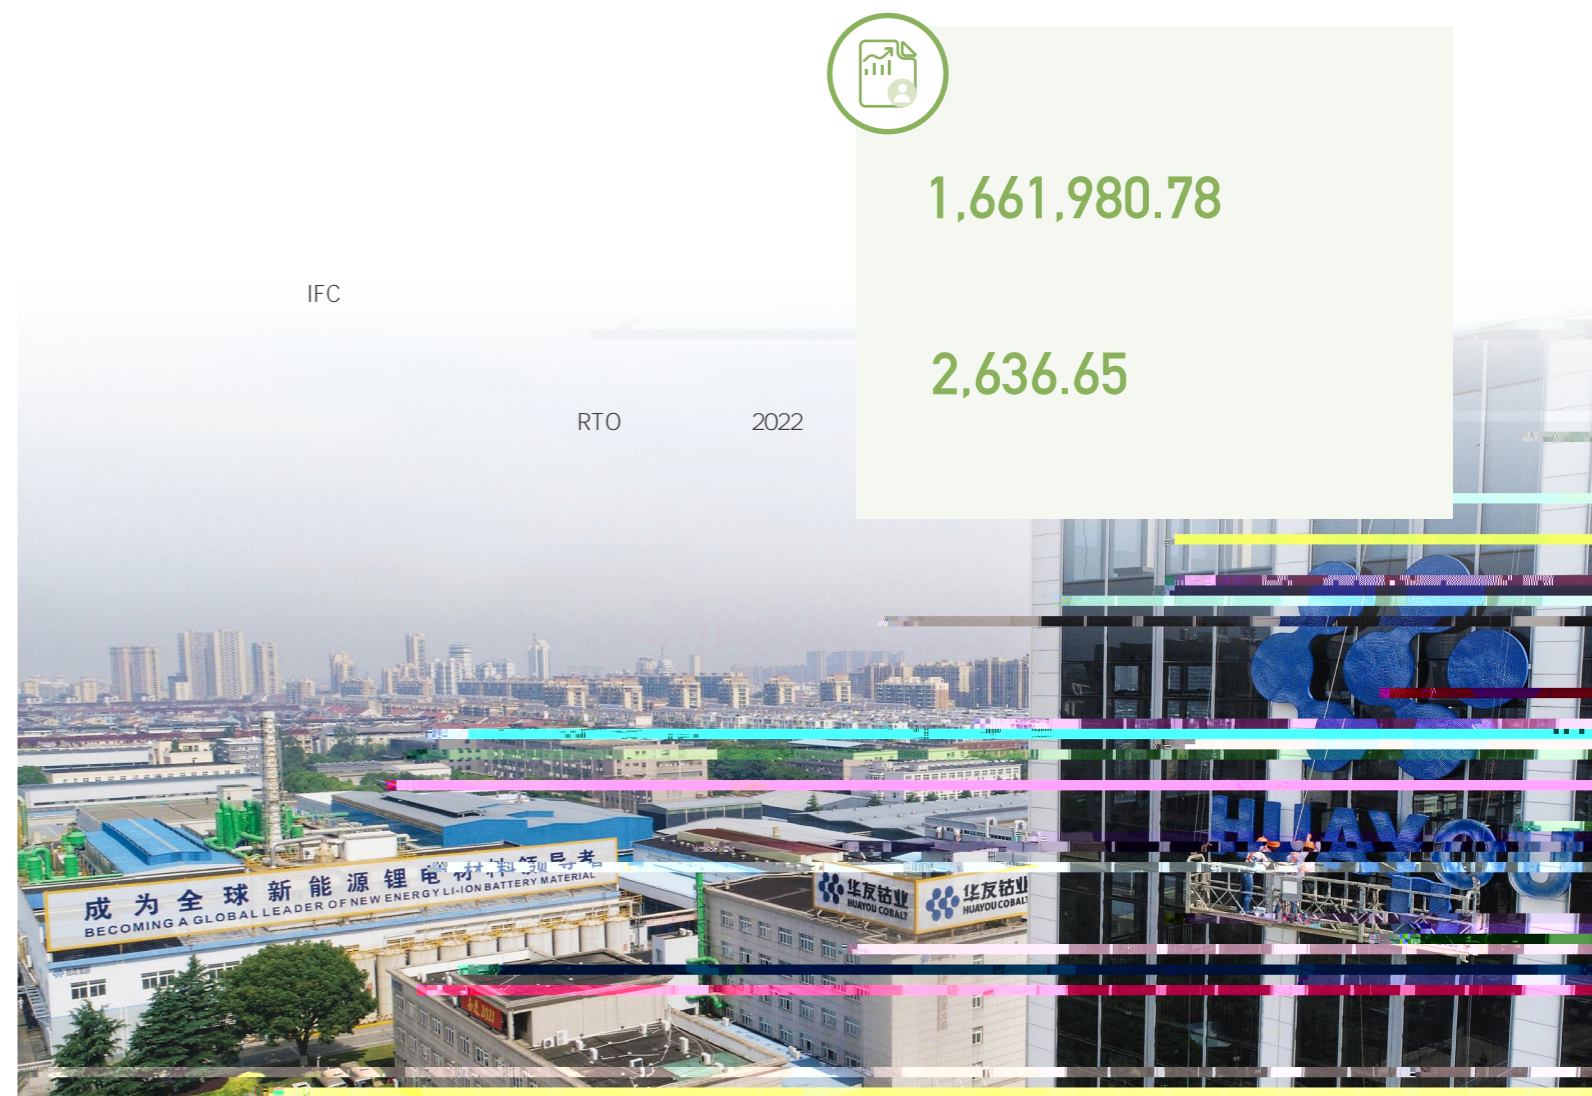 1,661,980.78
IFC
2,636.65
RTO 2022
HUAYOU
成为全球新能源锂电材料领导者
BECOMING A GLOBAL LEADER OF NEW ENERGY LI-ION BATTERY MATERIAL
华友钴业
HUAYOU COBALT
华友钴业
HUAYOU COBALT